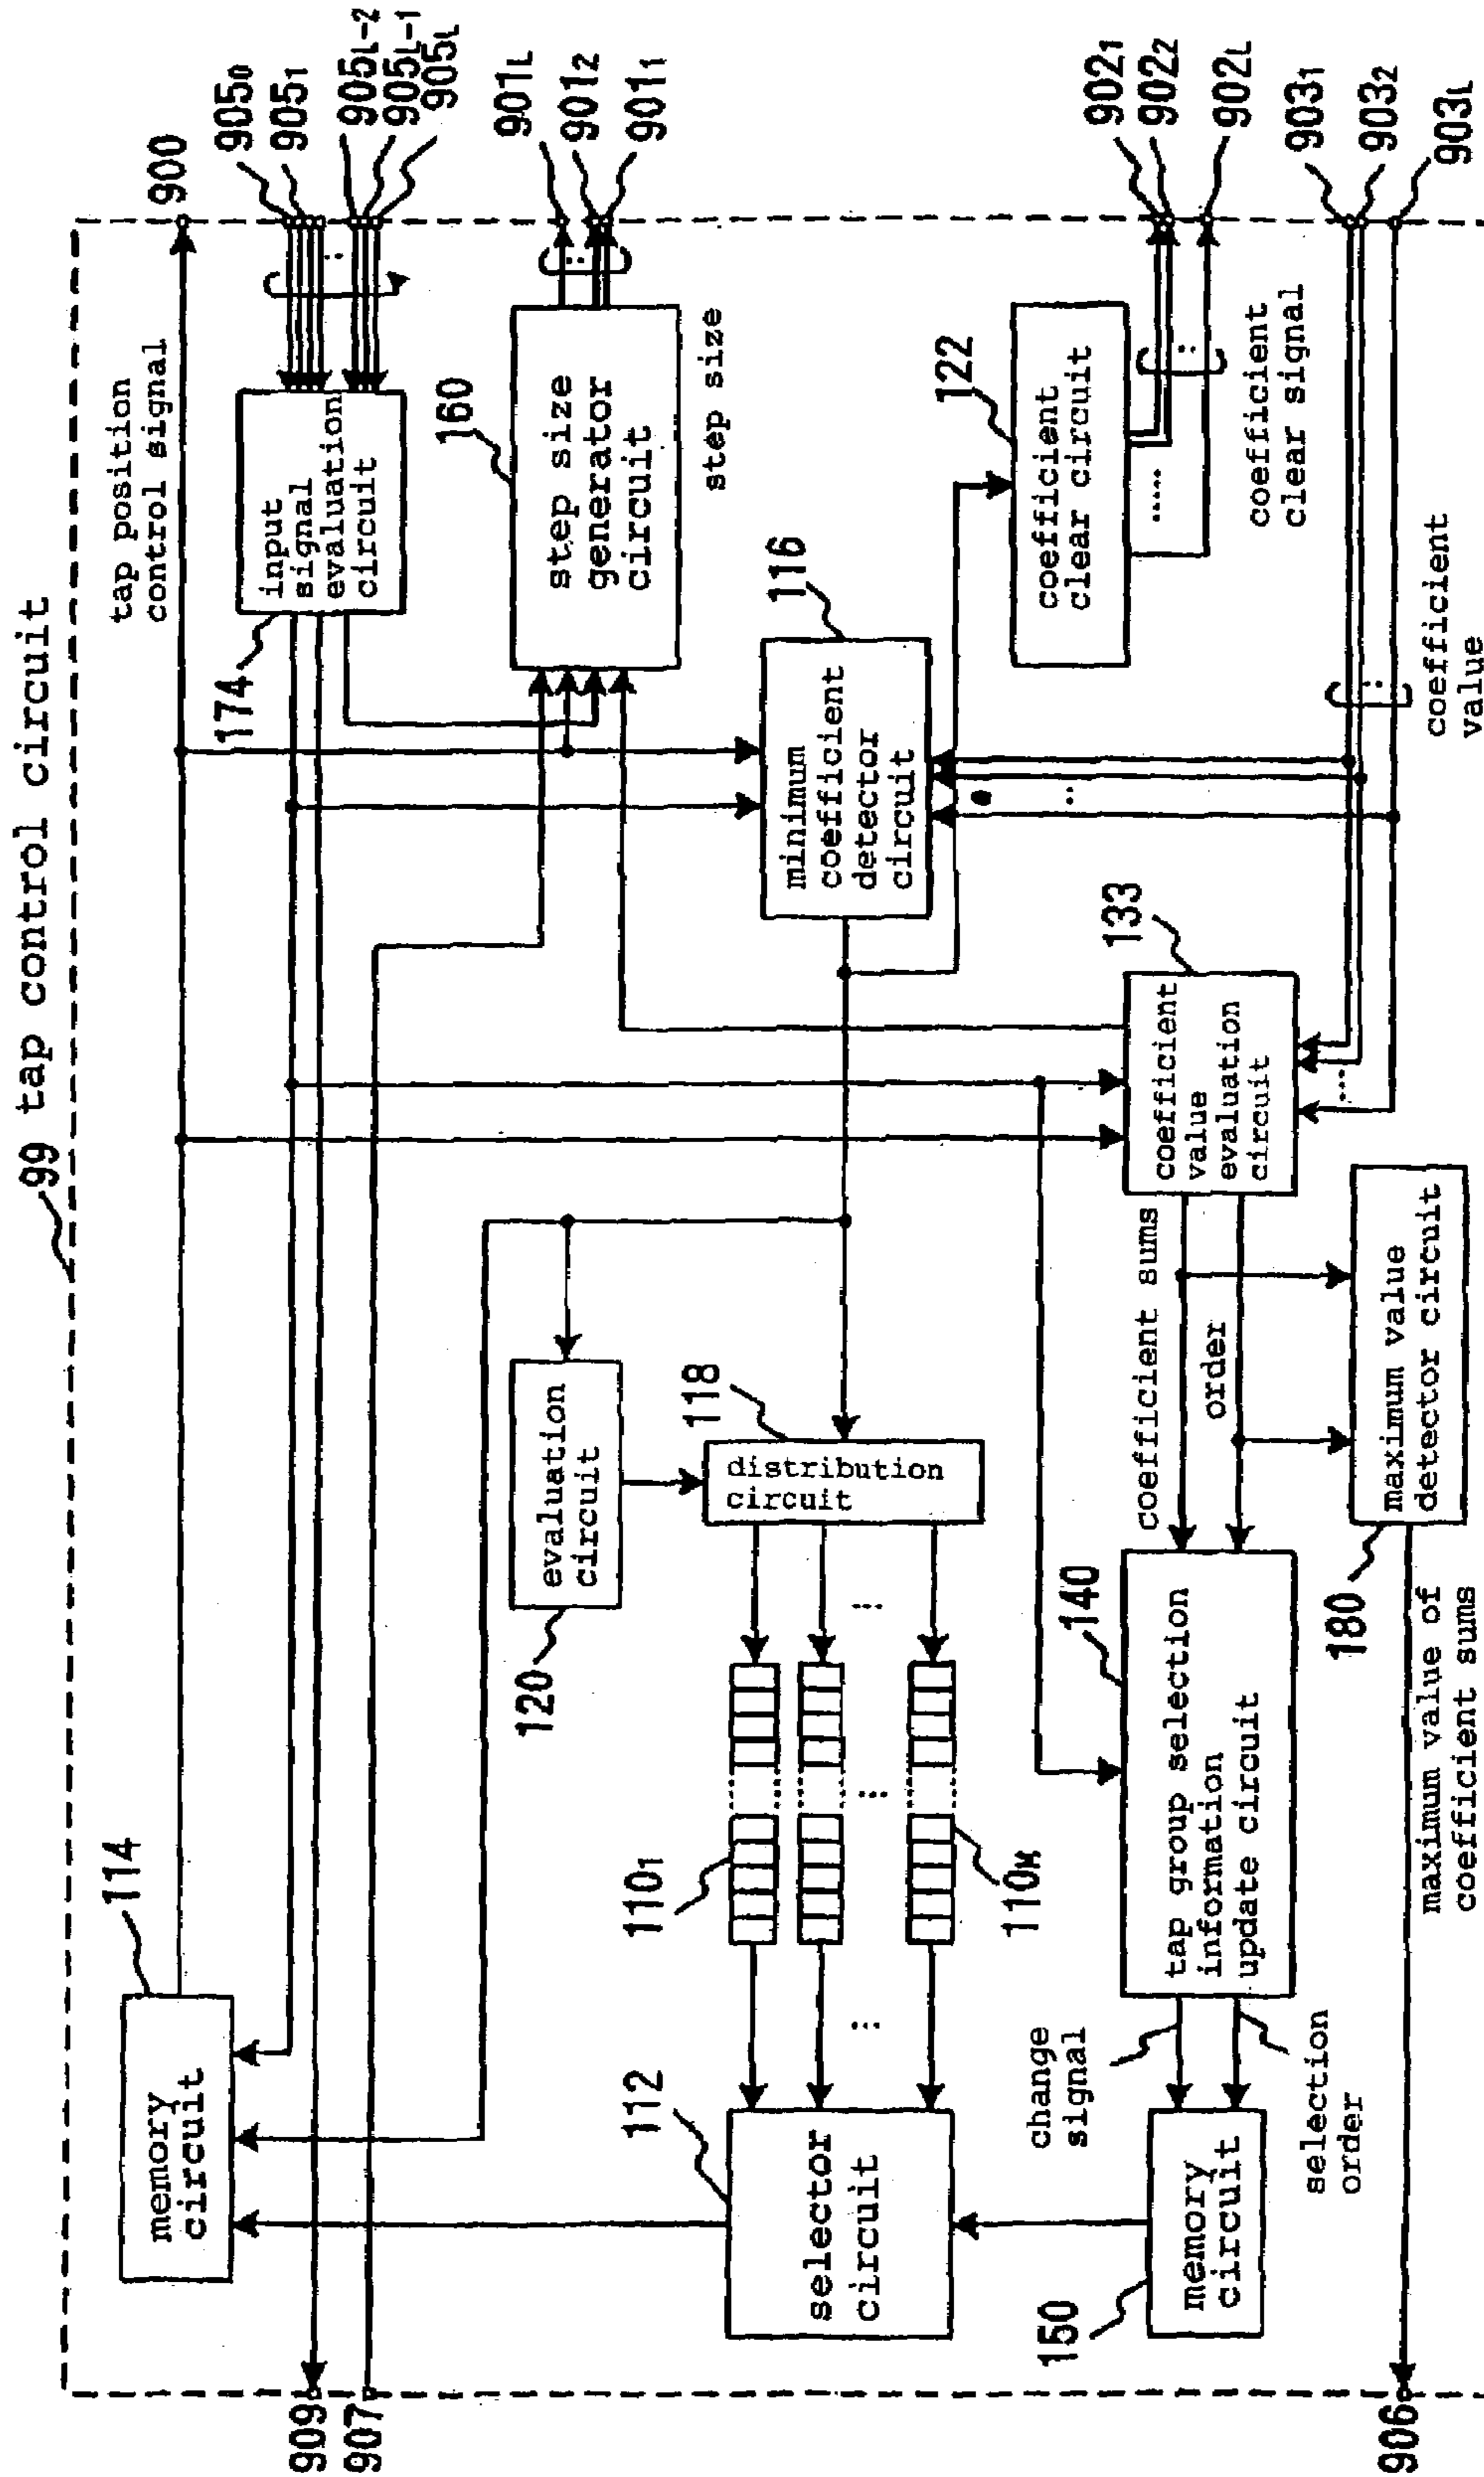 99 tap control circuit
114
memory
circuit
tap position
control signal
900
905₀
905₁
905L-2
905L-1
905L
174
input
signal
evaluation
circuit
909
907
160
step size
generator
circuit
step size
901L
901₂
901₁
120
evaluation
circuit
118
distribution
circuit
116
minimum
coefficient
detector
circuit
122
coefficient
clear circuit
coefficient
clear signal
902₁
902₂
902L
903₁
903₂
903L
coefficient
value
112
selector
circuit
110₁
110M
133
coefficient
value
evaluation
circuit
coefficient sums
order
140
tap group selection
information
update circuit
change
signal
selection
order
150
memory
circuit
180
maximum value
detector circuit
maximum value of
coefficient sums
906